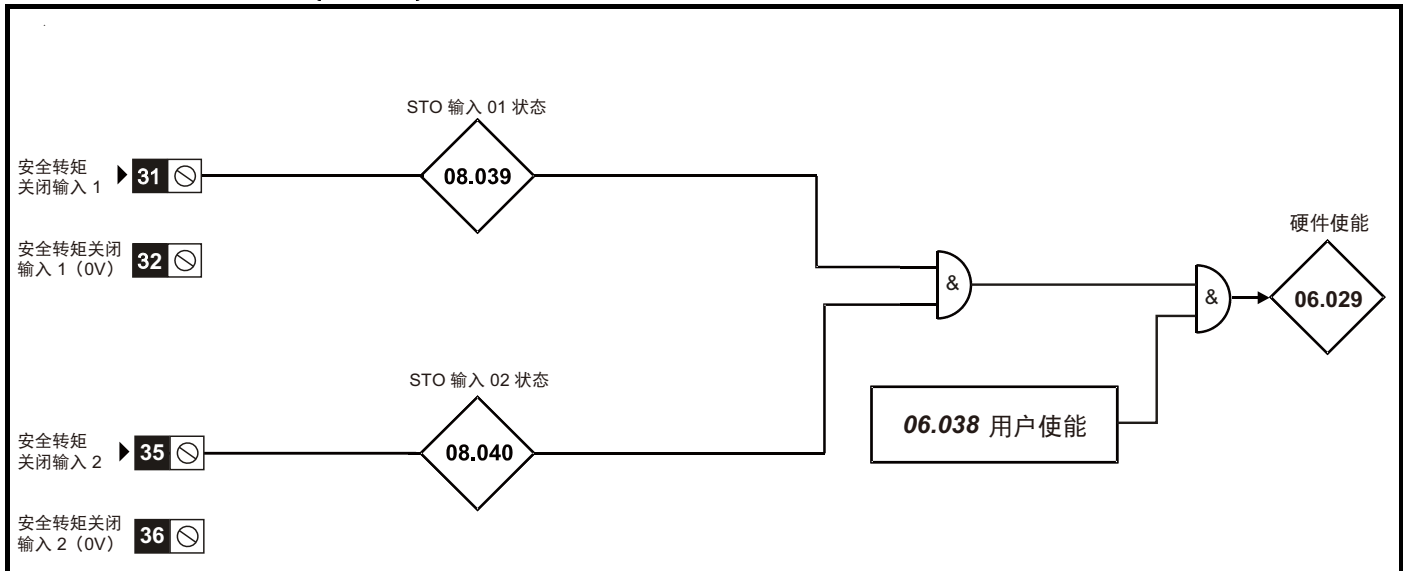 STO 输入 01 状态
安全转矩
关闭输入 1
31
08.039
硬件使能
安全转矩关闭
输入 1（0V）
32
&
&
06.029
STO 输入 02 状态
06.038 用户使能
安全转矩
关闭输入 2
35
08.040
安全转矩关闭
输入 2（0V）
36